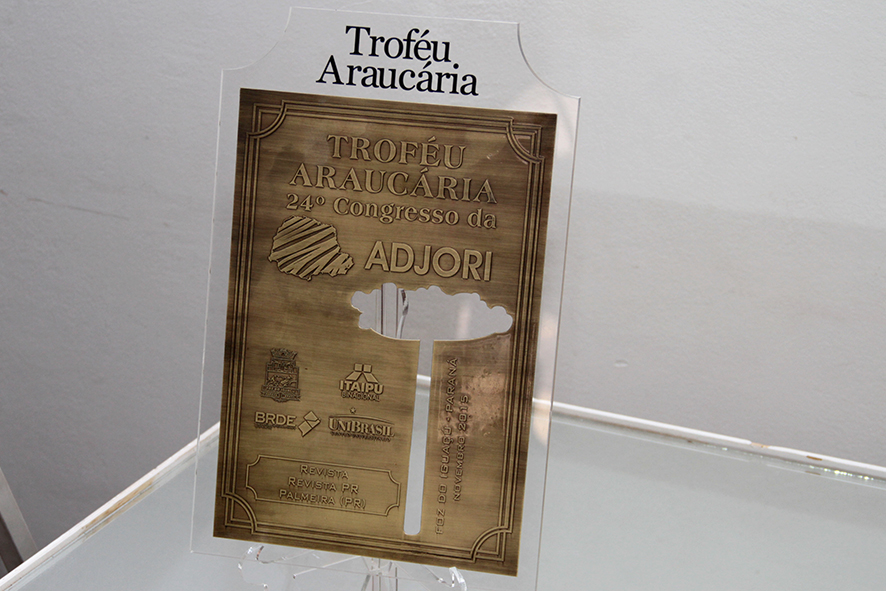 Troféu
Araucária
TROFÉU
ARAUCÁRIA
24º Congresso da
ADJORI
ITAIPU
BINACIONAL
BRDE
UNIBRASIL
REVISTA
REVISTA PR
PALMEIRA (PR)
FOZ DO IGUAÇU - PARANÁ
NOVEMBRO 2015